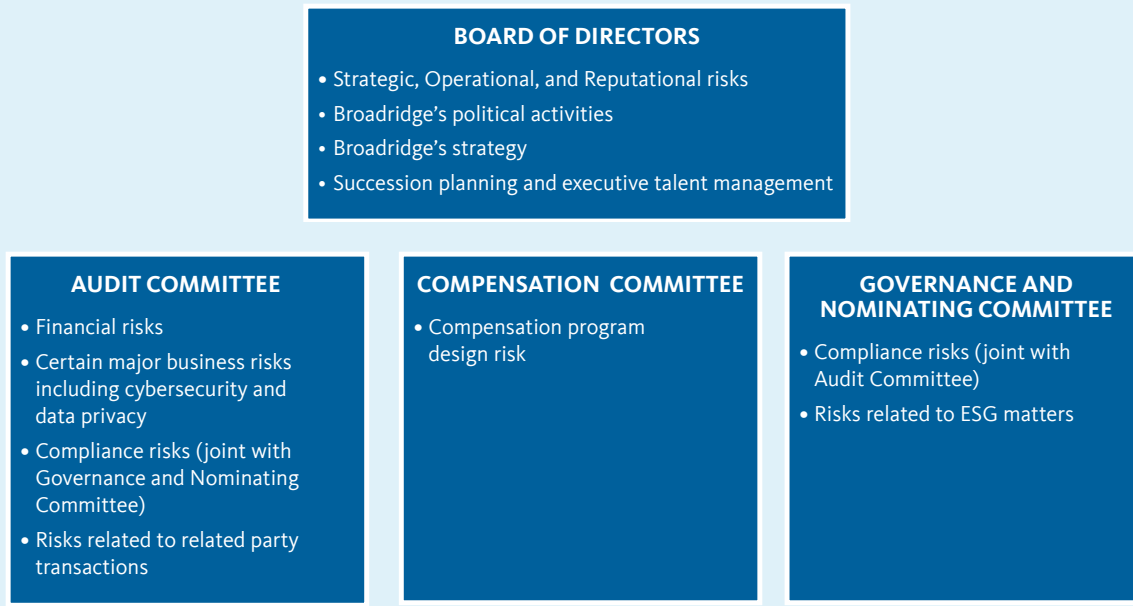 BOARD OF DIRECTORS
• Strategic, Operational, and Reputational risks
• Broadridge's political activities
• Broadridge's strategy
• Succession planning and executive talent management
AUDIT COMMITTEE
• Financial risks
• Certain major business risks
including cybersecurity and
data privacy
• Compliance risks (joint with
Governance and Nominating
Committee)
• Risks related to related party
transactions
COMPENSATION COMMITTEE
• Compensation program
design risk
GOVERNANCE AND
NOMINATING COMMITTEE
• Compliance risks (joint with
Audit Committee)
• Risks related to ESG matters